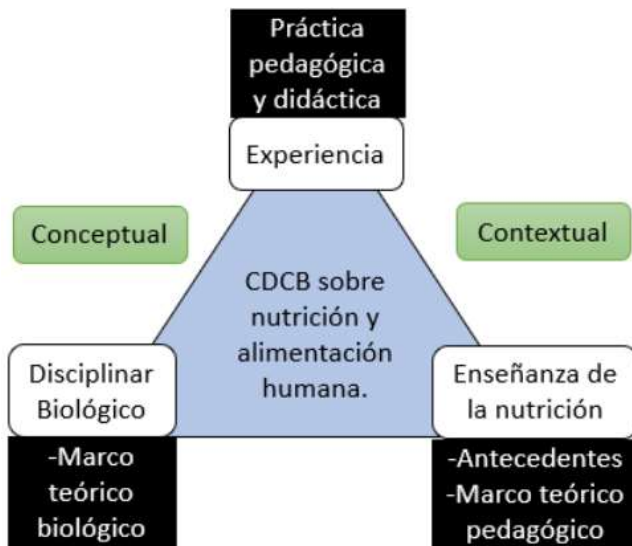 Práctica
pedagógica
y didáctica
Experiencia
Conceptual
Contextual
CDCB sobre
nutrición y
alimentación
humana.
Disciplinar
Biológico
Enseñanza de
la nutrición
-Marco
teórico
biológico
-Antecedentes
-Marco teórico
pedagógico